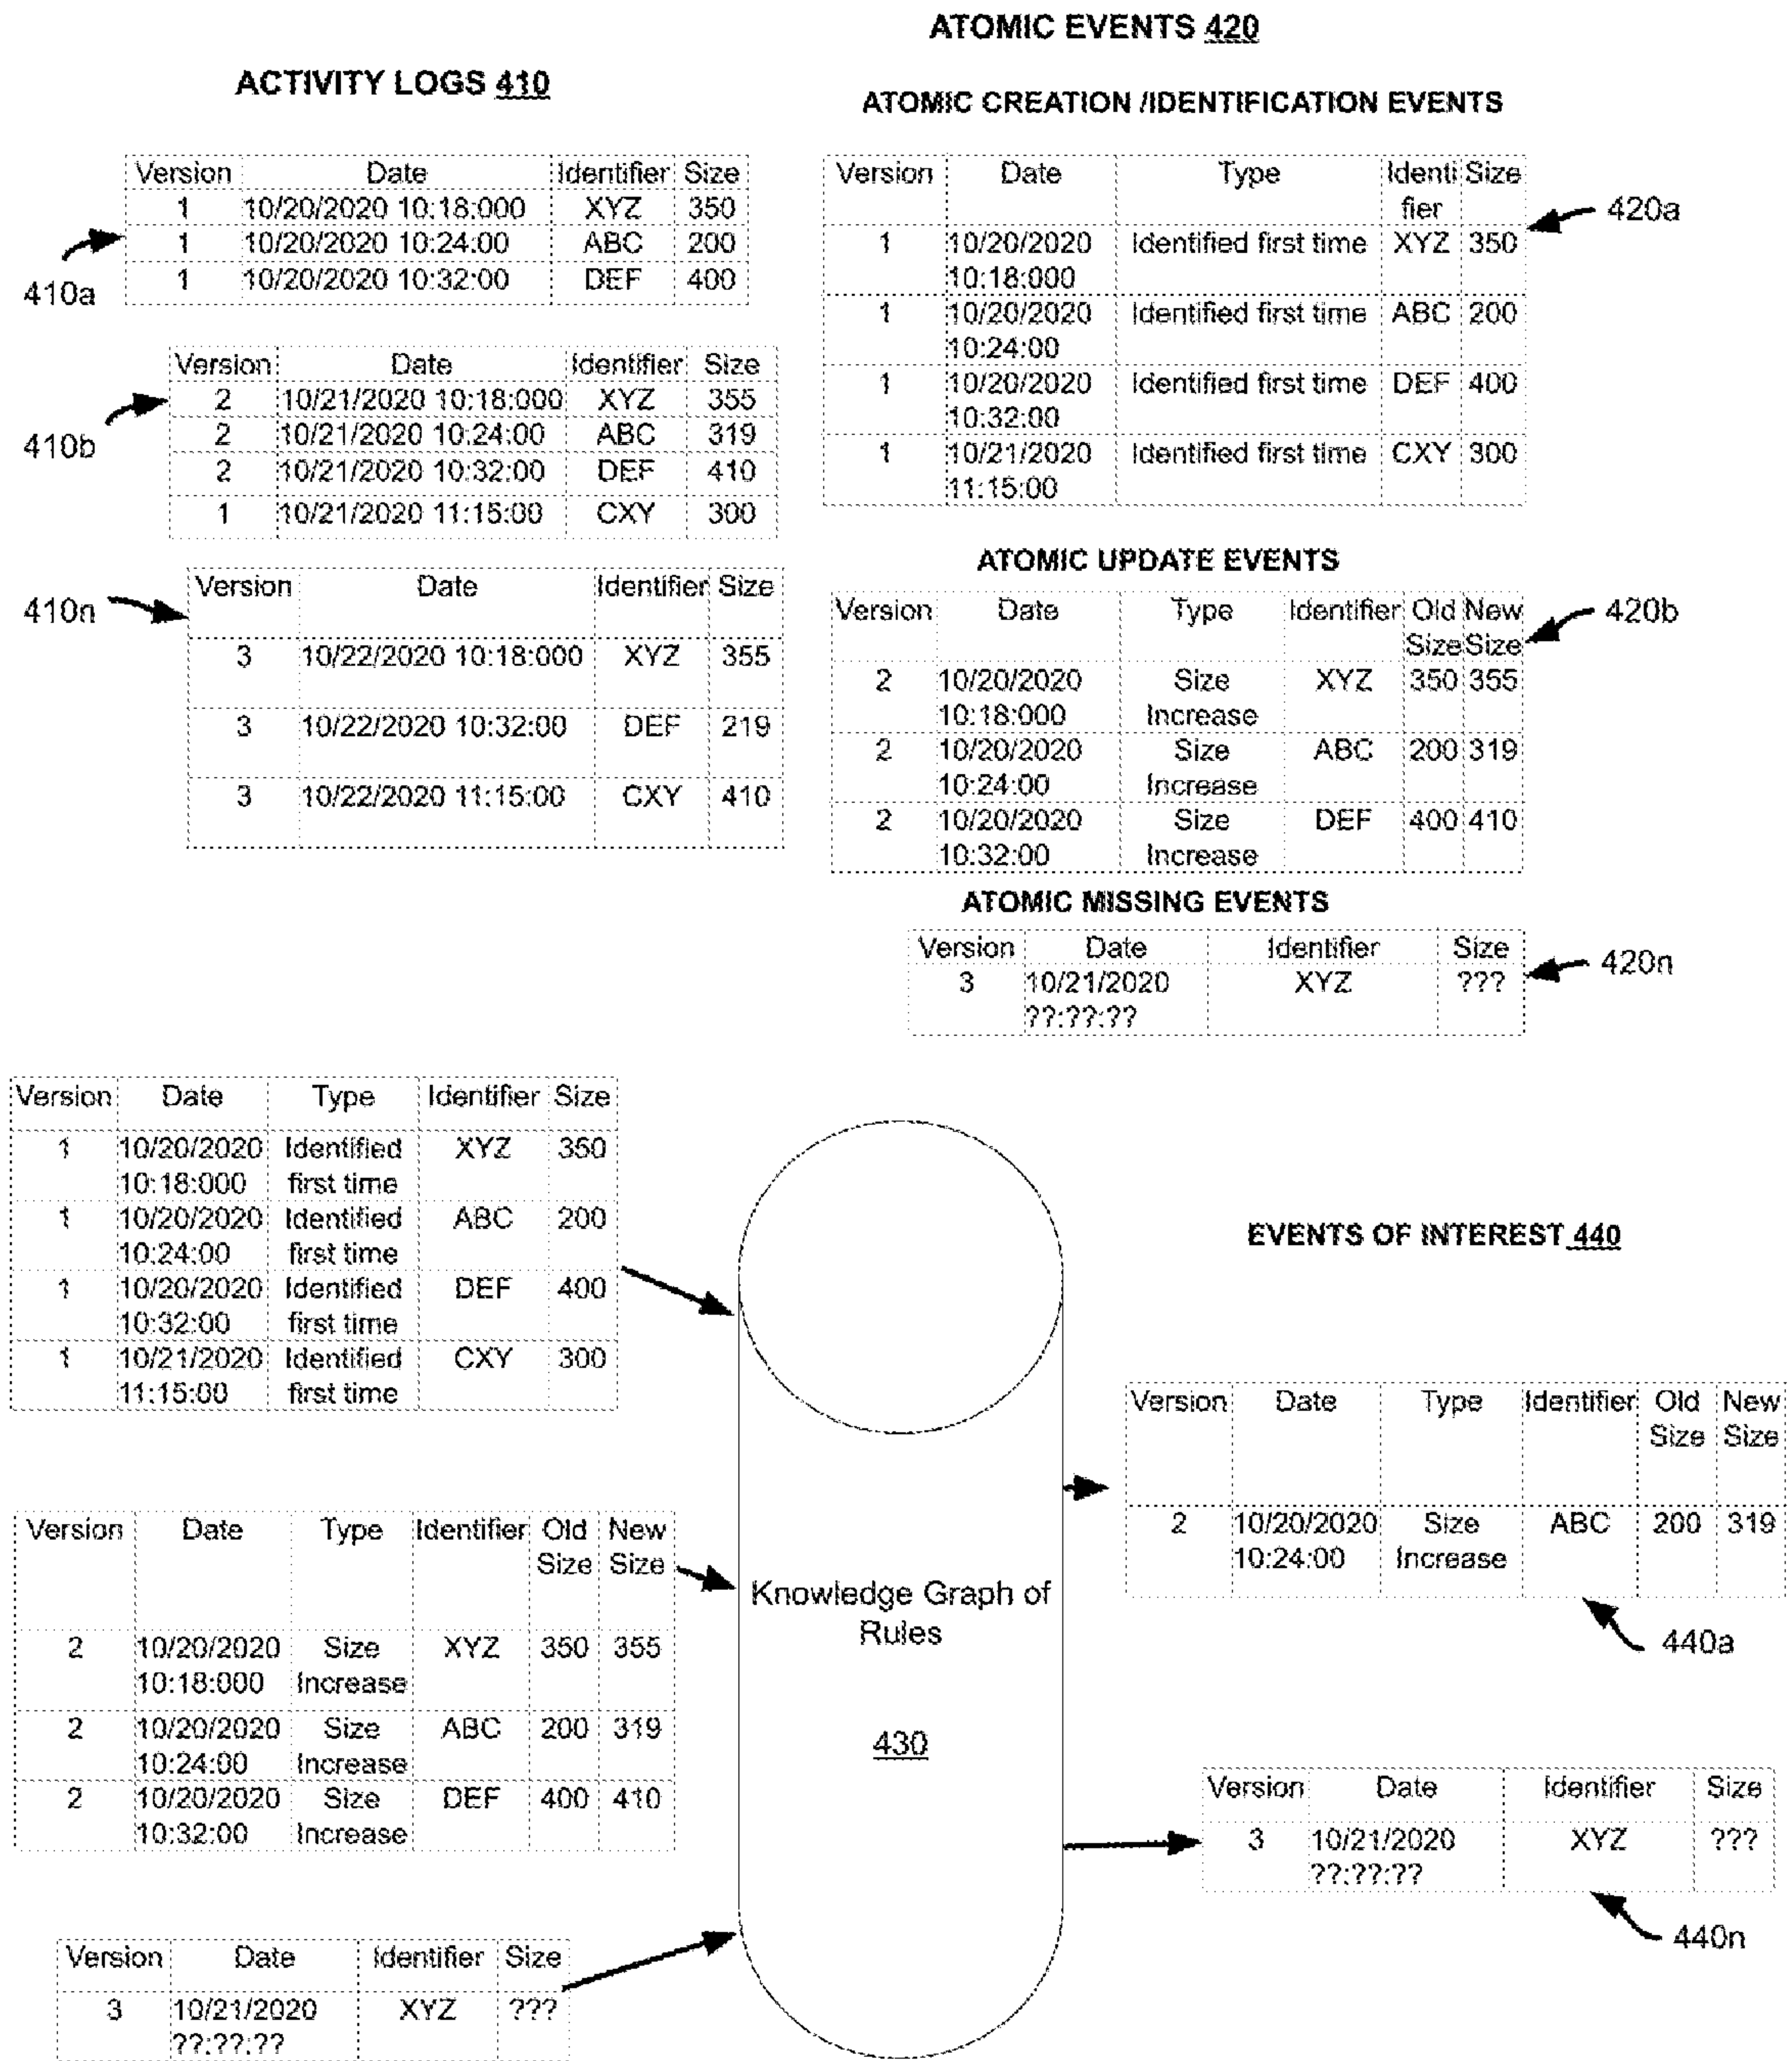 ATOMIC EVENTS 420
ACTIVITY LOGS 410
ATOMIC CREATION /IDENTIFICATION EVENTS
Version Date Identifier Size
1 10/20/2020 10:18:000 XYZ 350
1 10/20/2020 10:24:00 ABC 200
1 10/20/2020 10:32:00 DEF 400
410a
Version Date Identifier Size
2 10/21/2020 10:18:000 XYZ 355
2 10/21/2020 10:24:00 ABC 319
2 10/21/2020 10:32:00 DEF 410
1 10/21/2020 11:15:00 CXY 300
410b
Version Date Identifier Size
3 10/22/2020 10:18:000 XYZ 355
3 10/22/2020 10:32:00 DEF 219
3 10/22/2020 11:15:00 CXY 410
410n
Version Date Type Identi Size
fier
1 10/20/2020 Identified first time XYZ 350
10:18:000
1 10/20/2020 Identified first time ABC 200
10:24:00
1 10/20/2020 Identified first time DEF 400
10:32:00
1 10/21/2020 Identified first time CXY 300
11:15:00
420a
ATOMIC UPDATE EVENTS
Version Date Type Identifier Old New
Size Size
2 10/20/2020 Size XYZ 350 355
10:18:000 Increase
2 10/20/2020 Size ABC 200 319
10:24:00 Increase
2 10/20/2020 Size DEF 400 410
10:32:00 Increase
420b
ATOMIC MISSING EVENTS
Version Date Identifier Size
3 10/21/2020 XYZ ???
??:??:??
420n
Version Date Type Identifier Size
1 10/20/2020 Identified XYZ 350
10:18:000 first time
1 10/20/2020 Identified ABC 200
10:24:00 first time
1 10/20/2020 Identified DEF 400
10:32:00 first time
1 10/21/2020 Identified CXY 300
11:15:00 first time
Version Date Type Identifier Old New
Size Size
2 10/20/2020 Size XYZ 350 355
10:18:000 Increase
2 10/20/2020 Size ABC 200 319
10:24:00 Increase
2 10/20/2020 Size DEF 400 410
10:32:00 Increase
Version Date Identifier Size
3 10/21/2020 XYZ ???
??:??:??
Knowledge Graph of
Rules
430
EVENTS OF INTEREST 440
Version Date Type Identifier Old New
Size Size
2 10/20/2020 Size ABC 200 319
10:24:00 Increase
440a
Version Date Identifier Size
3 10/21/2020 XYZ ???
??:??:??
440n